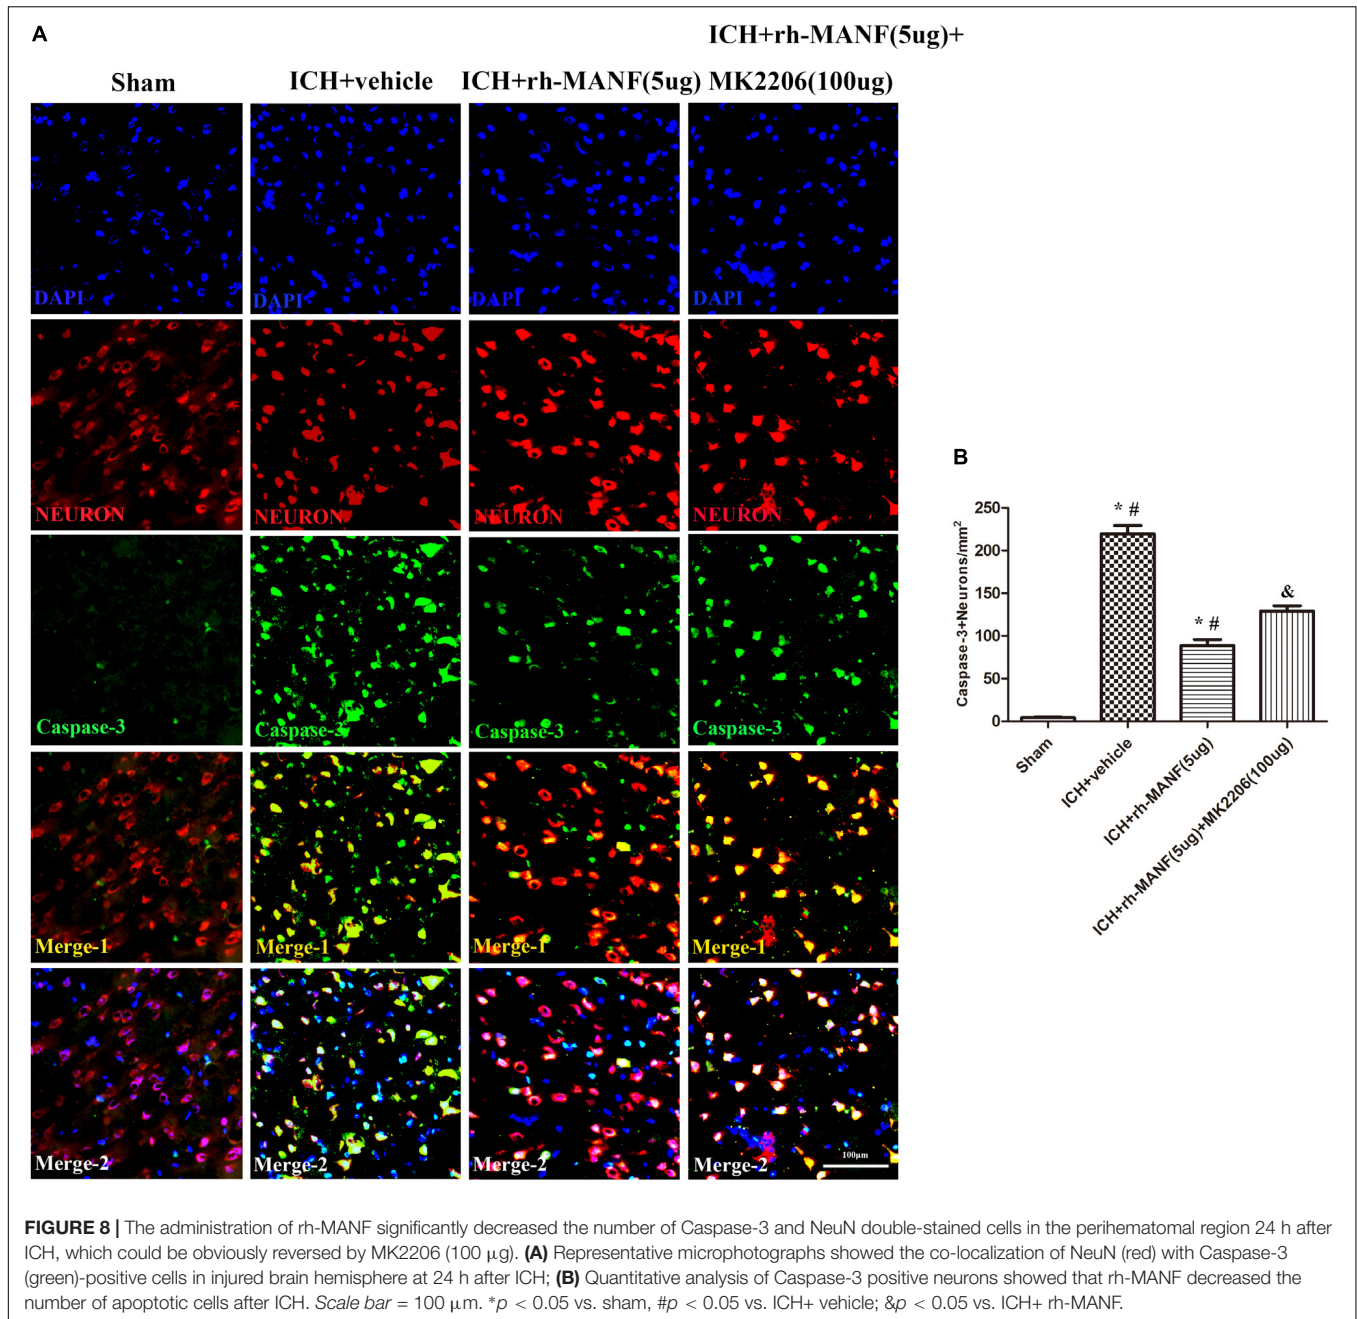 A
ICH+rh-MANF(5ug)+
Sham ICH+vehicle ICH+rh-MANF(5ug) MK2206(100ug)
DAPI DAPI DAPI DAPI
NEURON NEURON NEURON NEURON
Caspase-3 Caspase-3 Caspase-3 Caspase-3
Merge-1 Merge-1 Merge-1 Merge-1
Merge-2 Merge-2 Merge-2 Merge-2
100µm
B
Caspase-3+Neurons/mm²
250
200
150
100
50
0
* #
* #
&
Sham
ICH+vehicle
ICH+rh-MANF(5ug)
ICH+rh-MANF(5ug)+MK2206(100ug)
FIGURE 8 | The administration of rh-MANF significantly decreased the number of Caspase-3 and NeuN double-stained cells in the perihematomal region 24 h after
ICH, which could be obviously reversed by MK2206 (100 μg). (A) Representative microphotographs showed the co-localization of NeuN (red) with Caspase-3
(green)-positive cells in injured brain hemisphere at 24 h after ICH; (B) Quantitative analysis of Caspase-3 positive neurons showed that rh-MANF decreased the
number of apoptotic cells after ICH. Scale bar = 100 μm. *p < 0.05 vs. sham, #p < 0.05 vs. ICH+ vehicle; &p < 0.05 vs. ICH+ rh-MANF.